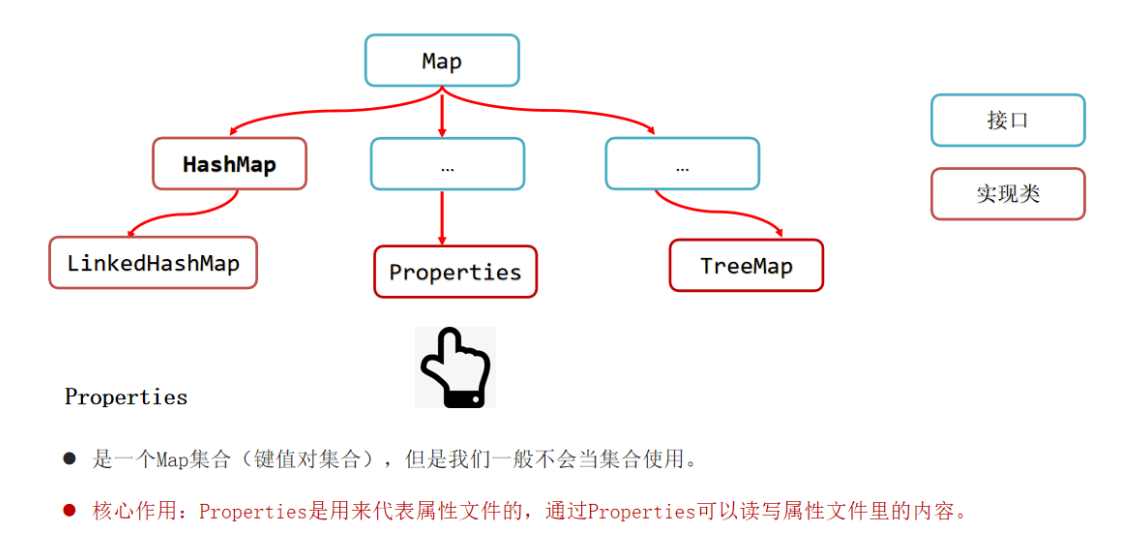 Map
接口
HashMap
...
...
实现类
LinkedHashMap
Properties
TreeMap
Properties
● 是一个Map集合（键值对集合），但是我们一般不会当集合使用。
● 核心作用：Properties是用来代表属性文件的，通过Properties可以读写属性文件里的内容。